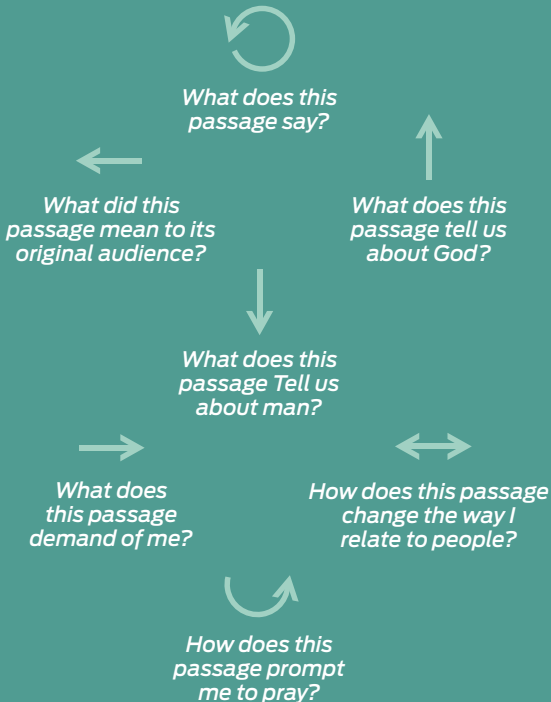 What does this
passage say?
What did this
passage mean to its
original audience?
What does this
passage tell us
about God?
What does this
passage Tell us
about man?
What does
this passage
demand of me?
How does this passage
change the way I
relate to people?
How does this
passage prompt
me to pray?